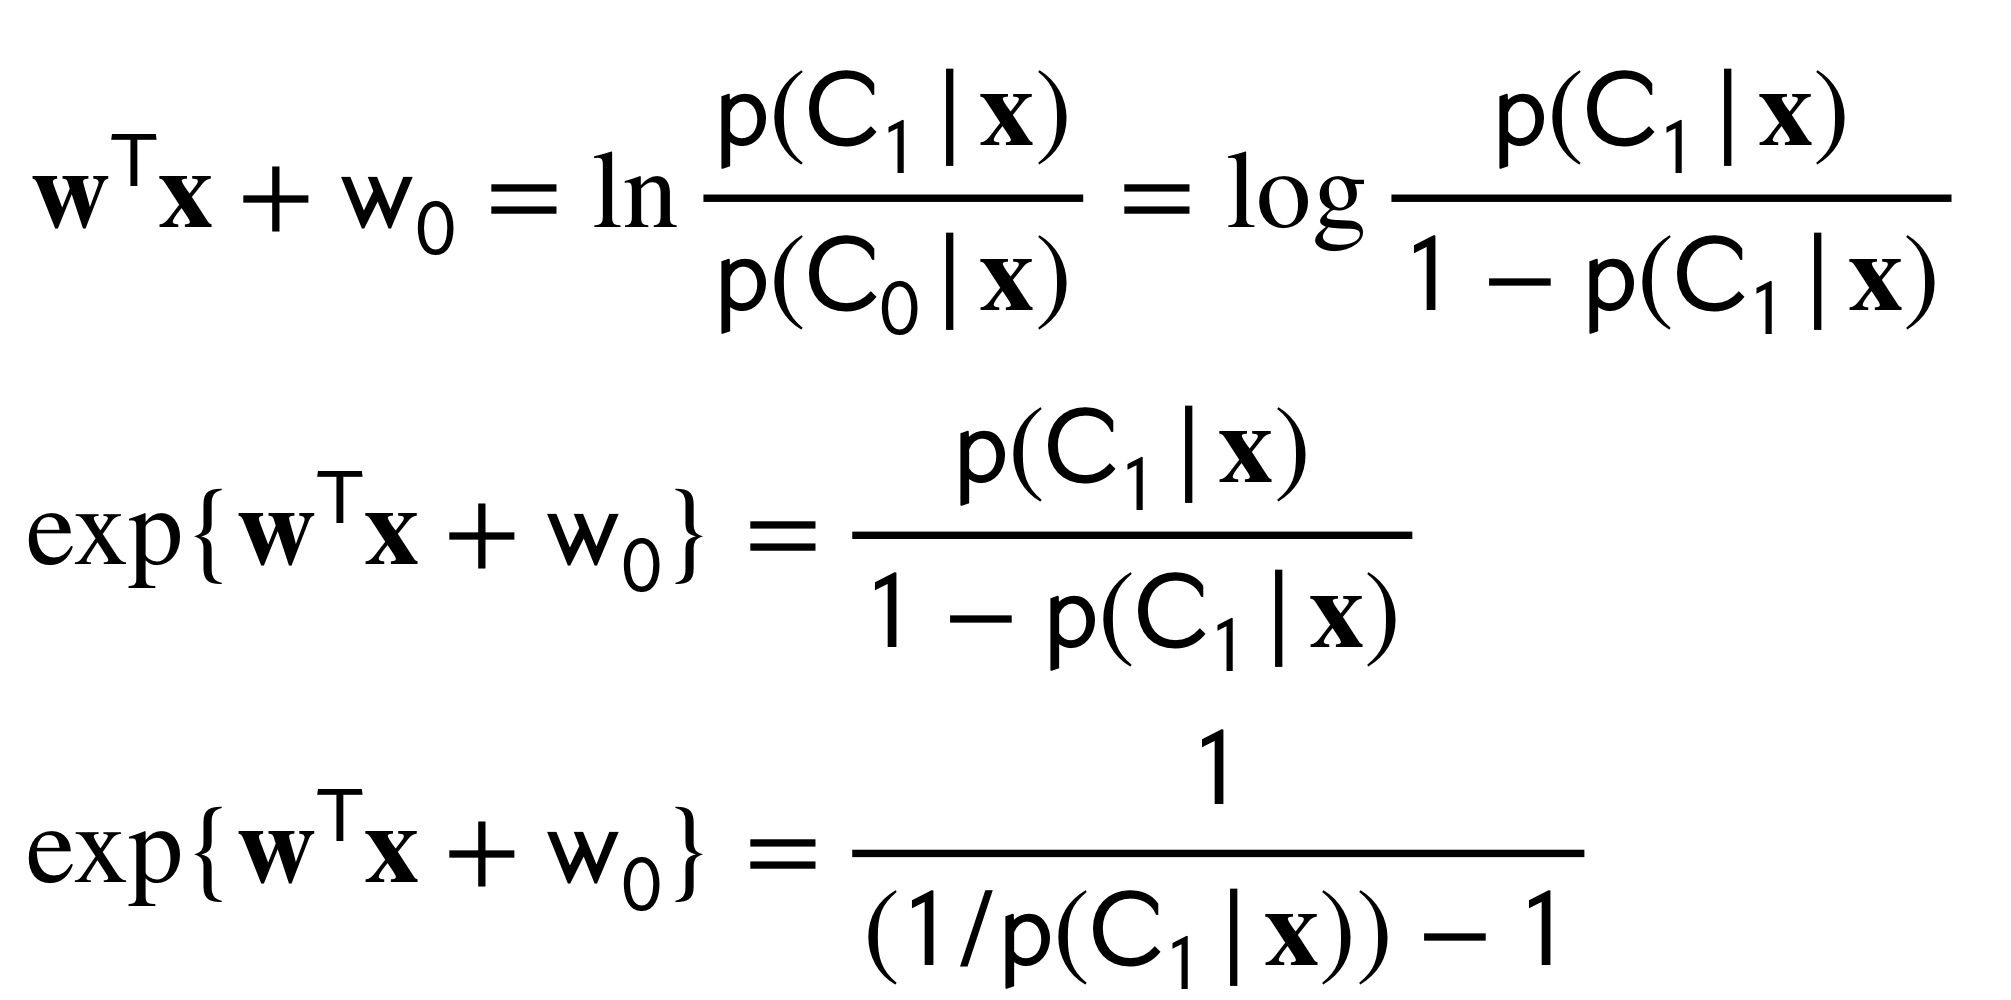 𝐰ᵀ𝐱 + w₀ = ln p(C₁ | 𝐱) / p(C₀ | 𝐱) = log p(C₁ | 𝐱) / 1 − p(C₁ | 𝐱)
exp{𝐰ᵀ𝐱 + w₀} = p(C₁ | 𝐱) / 1 − p(C₁ | 𝐱)
exp{𝐰ᵀ𝐱 + w₀} = 1 / (1/p(C₁ | 𝐱)) − 1